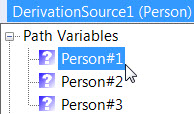 DerivationSource1 (Person)
Path Variables
Person#1
Person#2
Person#3